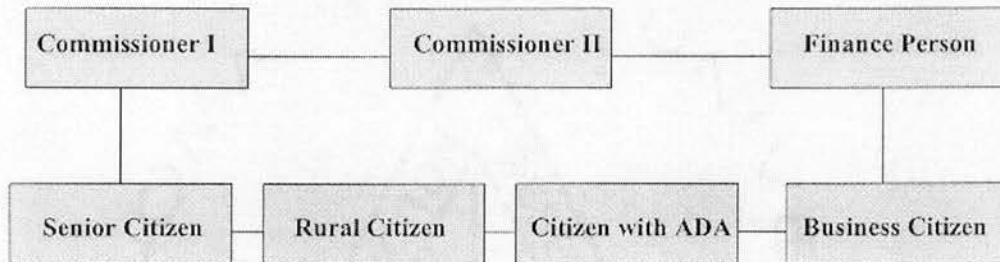 Commissioner I
Commissioner II
Finance Person
Senior Citizen
Rural Citizen
Citizen with ADA
Business Citizen